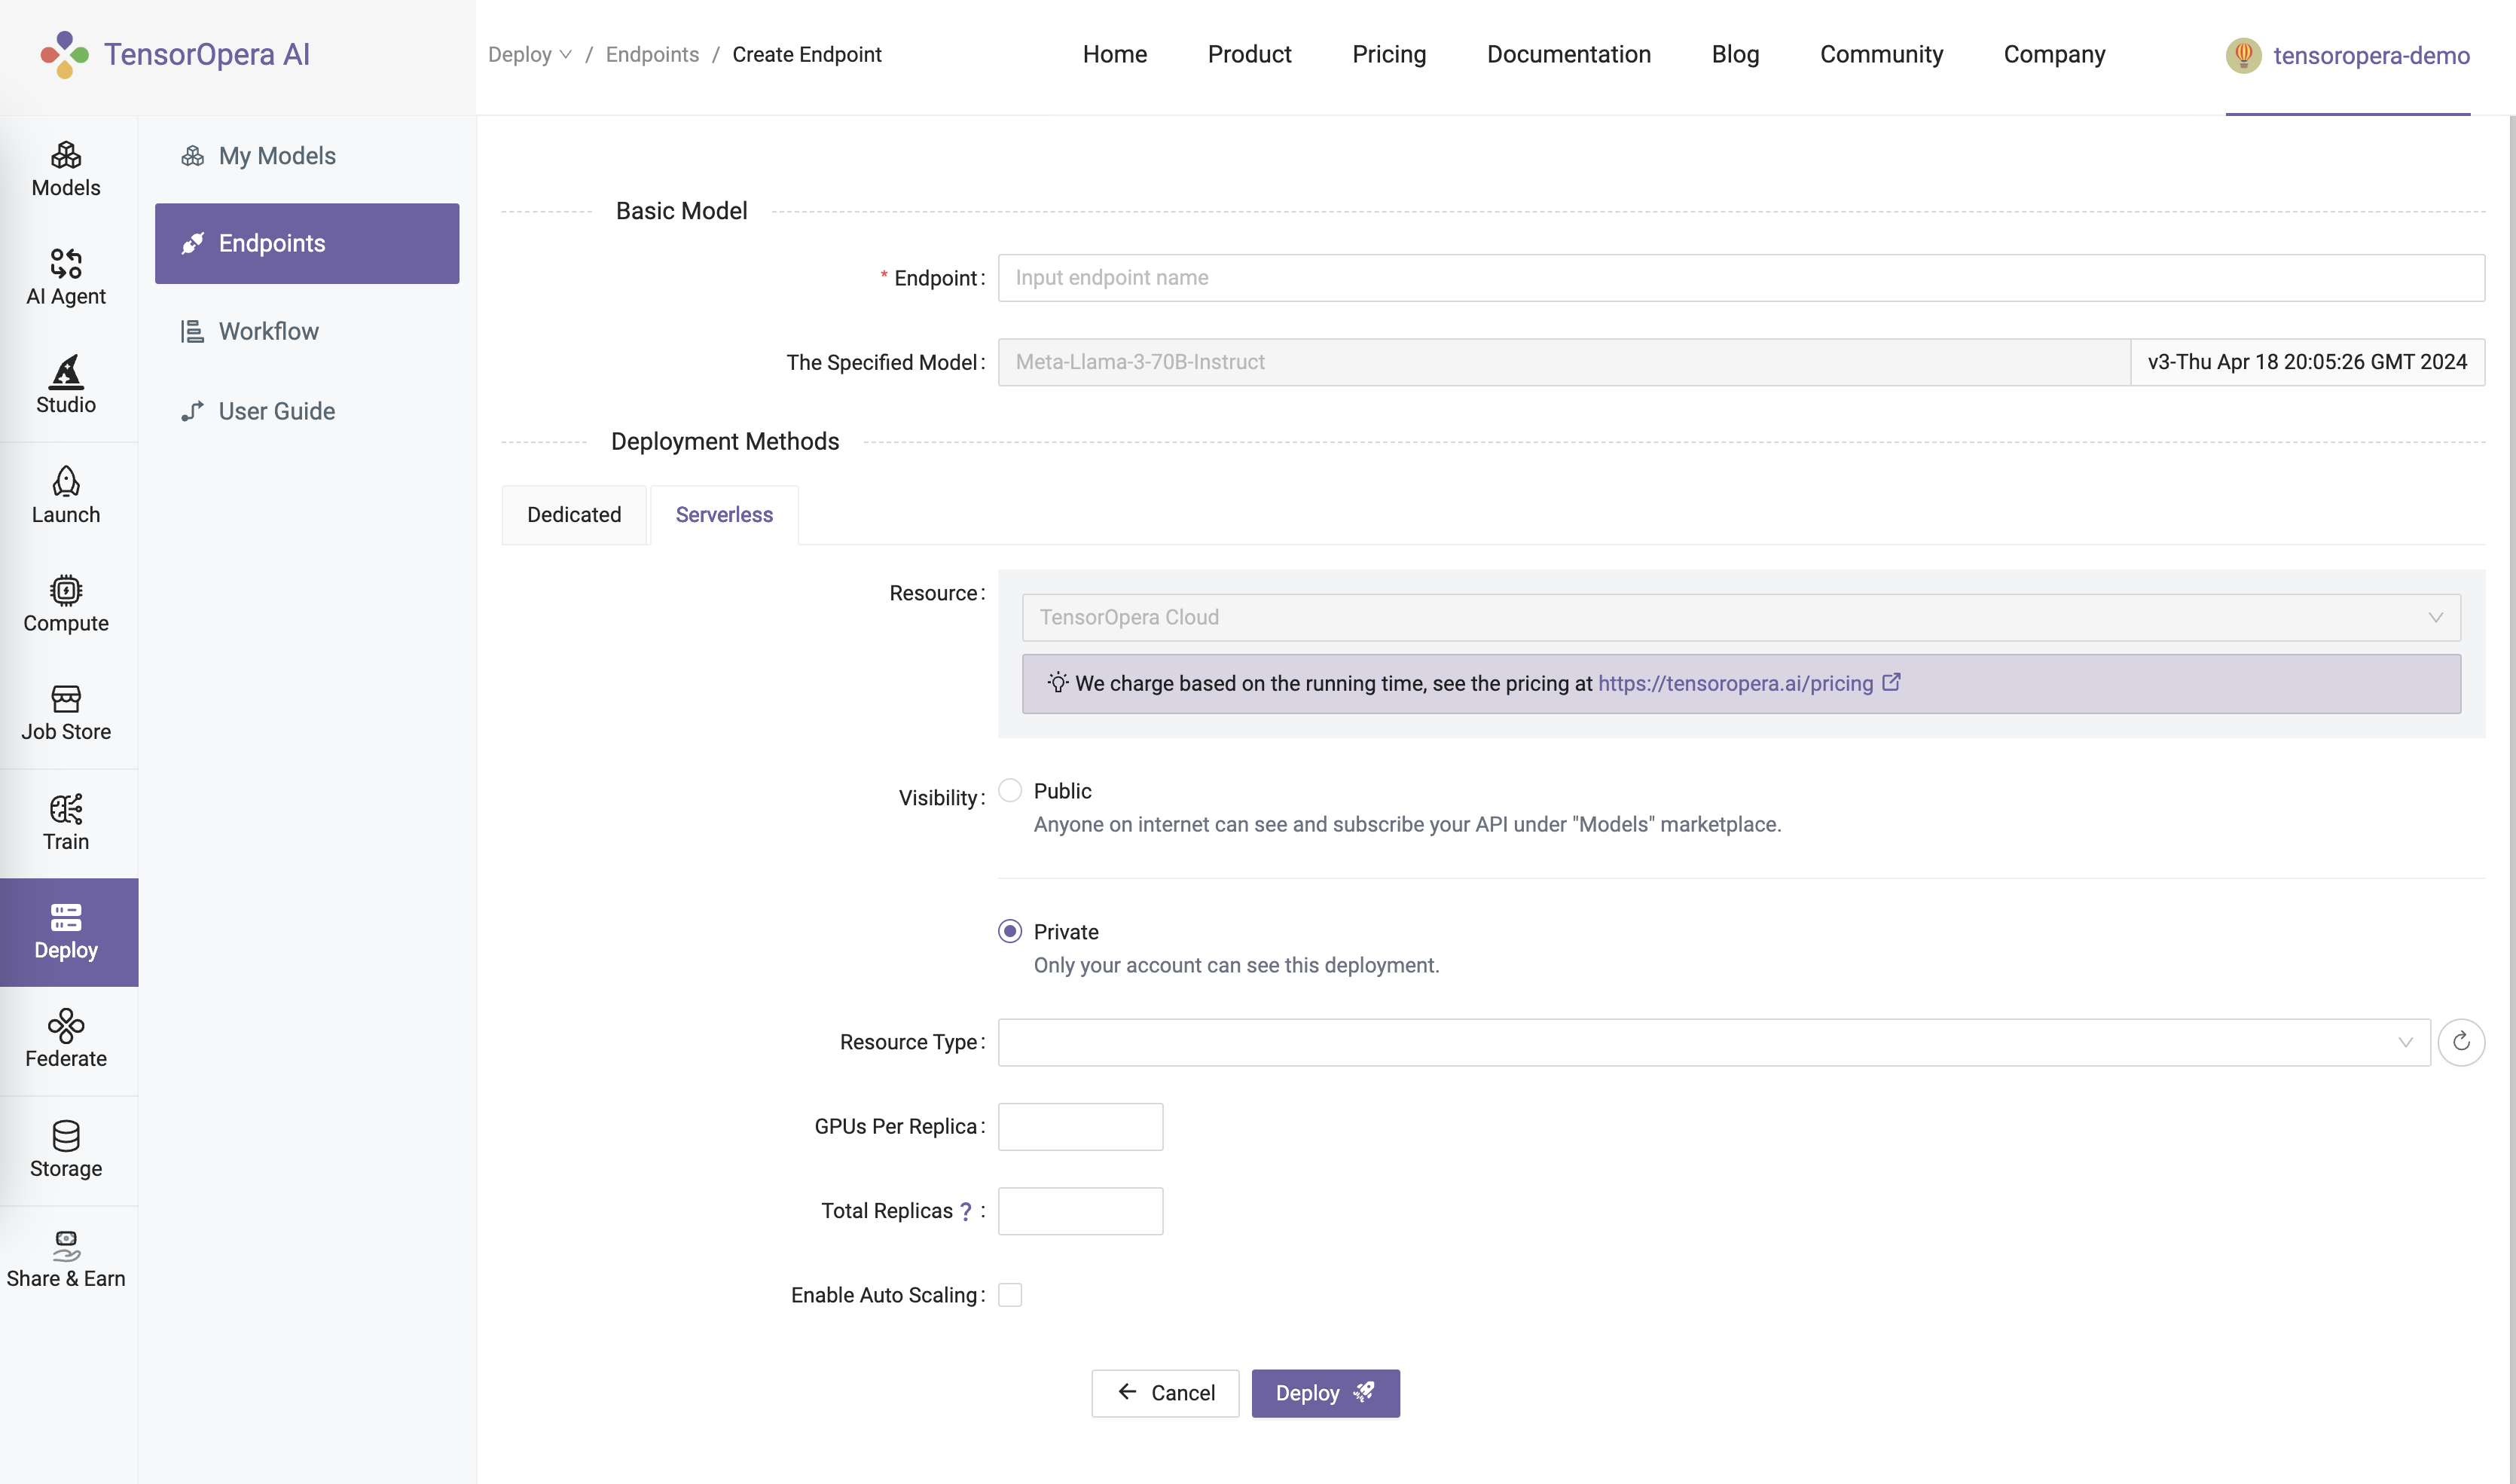 TensorOpera AI
Deploy / Endpoints / Create Endpoint
Home Product Pricing Documentation Blog Community Company
tensoropera-demo
Models
AI Agent
Studio
Launch
Compute
Job Store
Train
Deploy
Federate
Storage
Share & Earn
My Models
Endpoints
Workflow
User Guide
Basic Model
* Endpoint: Input endpoint name
The Specified Model: Meta-Llama-3-70B-Instruct v3-Thu Apr 18 20:05:26 GMT 2024
Deployment Methods
Dedicated Serverless
Resource: TensorOpera Cloud
We charge based on the running time, see the pricing at https://tensoropera.ai/pricing
Visibility: Public
Anyone on internet can see and subscribe your API under "Models" marketplace.
Private
Only your account can see this deployment.
Resource Type:
GPUs Per Replica:
Total Replicas ? :
Enable Auto Scaling:
Cancel Deploy